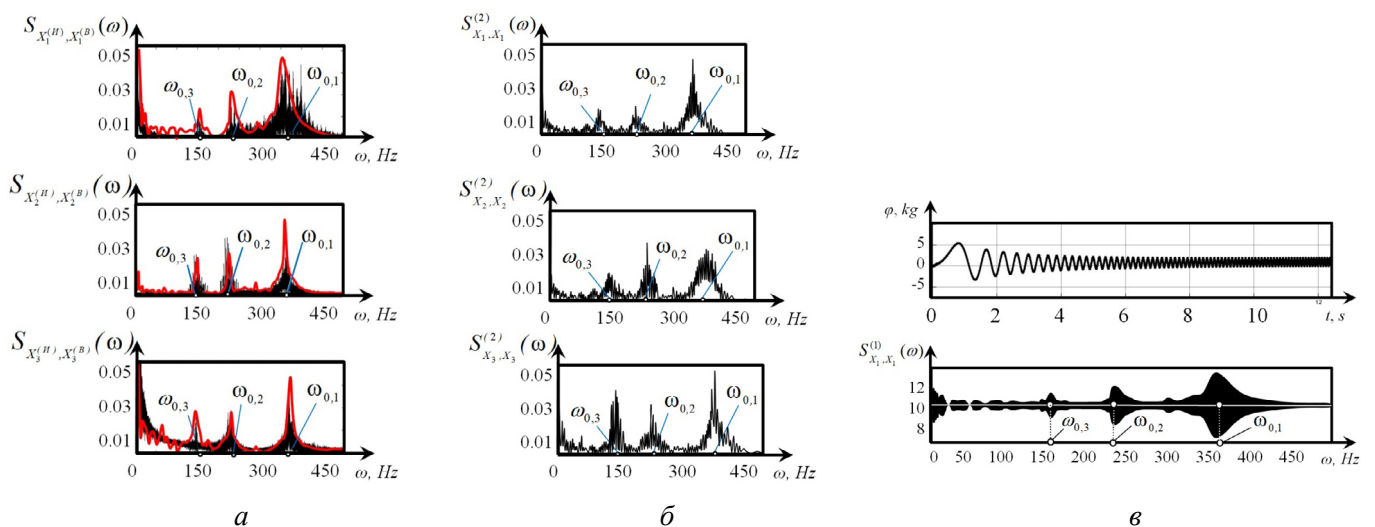 S_{X_1^{(И)}, X_1^{(В)}}(ω)
0.05
0.03
0.01
ω_{0,3}
ω_{0,2}
ω_{0,1}
0 150 300 450 ω, Hz
S_{X_2^{(И)}, X_2^{(В)}}(ω)
0.05
0.03
0.01
ω_{0,3}
ω_{0,2}
ω_{0,1}
0 150 300 450 ω, Hz
S_{X_3^{(И)}, X_3^{(В)}}(ω)
0.05
0.03
0.01
ω_{0,3}
ω_{0,2}
ω_{0,1}
0 150 300 450 ω, Hz
а
S_{X_1, X_1}^{(2)}(ω)
0.05
0.03
0.01
ω_{0,3}
ω_{0,2}
ω_{0,1}
0 150 300 450 ω, Hz
S_{X_2, X_2}^{(2)}(ω)
0.05
0.03
0.01
ω_{0,3}
ω_{0,2}
ω_{0,1}
0 150 300 450 ω, Hz
S_{X_3, X_3}^{(2)}(ω)
0.05
0.03
0.01
ω_{0,3}
ω_{0,2}
ω_{0,1}
0 150 300 450 ω, Hz
б
φ, kg
5
0
-5
12
0 2 4 6 8 10 t, s
S_{X_1, X_1}^{(1)}(ω)
12
10
8
ω_{0,3}
ω_{0,2}
ω_{0,1}
0 50 100 150 200 250 300 350 400 450 ω, Hz
в